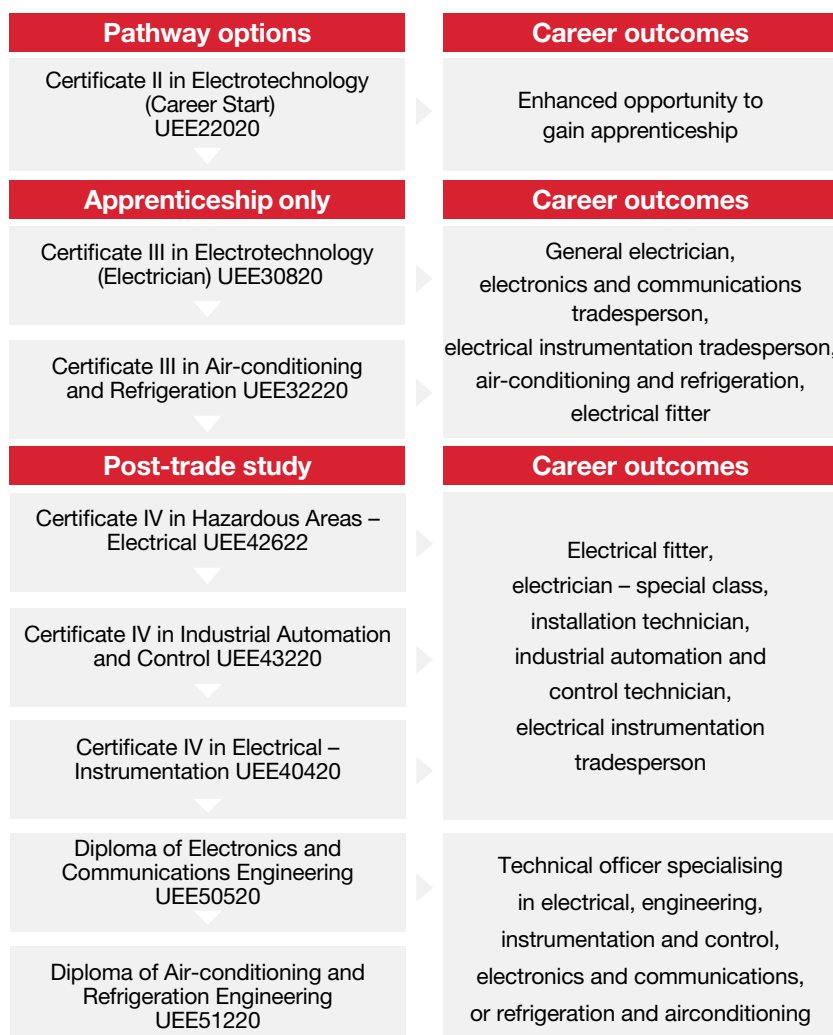 Pathway options
Career outcomes
Certificate II in Electrotechnology
(Career Start)
UEE22020
Enhanced opportunity to
gain apprenticeship
Apprenticeship only
Career outcomes
Certificate III in Electrotechnology
(Electrician) UEE30820
Certificate III in Air-conditioning
and Refrigeration UEE32220
General electrician,
electronics and communications
tradesperson,
electrical instrumentation tradesperson,
air-conditioning and refrigeration,
electrical fitter
Post-trade study
Career outcomes
Certificate IV in Hazardous Areas –
Electrical UEE42622
Certificate IV in Industrial Automation
and Control UEE43220
Certificate IV in Electrical –
Instrumentation UEE40420
Electrical fitter,
electrician – special class,
installation technician,
industrial automation and
control technician,
electrical instrumentation
tradesperson
Diploma of Electronics and
Communications Engineering
UEE50520
Diploma of Air-conditioning and
Refrigeration Engineering
UEE51220
Technical officer specialising
in electrical, engineering,
instrumentation and control,
electronics and communications,
or refrigeration and airconditioning